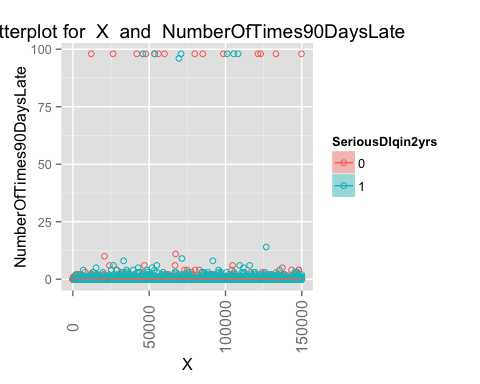 tterplot for X and NumberOfTimes90DaysLate
100
75
50
25
0
NumberOfTimes90DaysLate
0
50000
100000
150000
X
SeriousDlqin2yrs
0
1